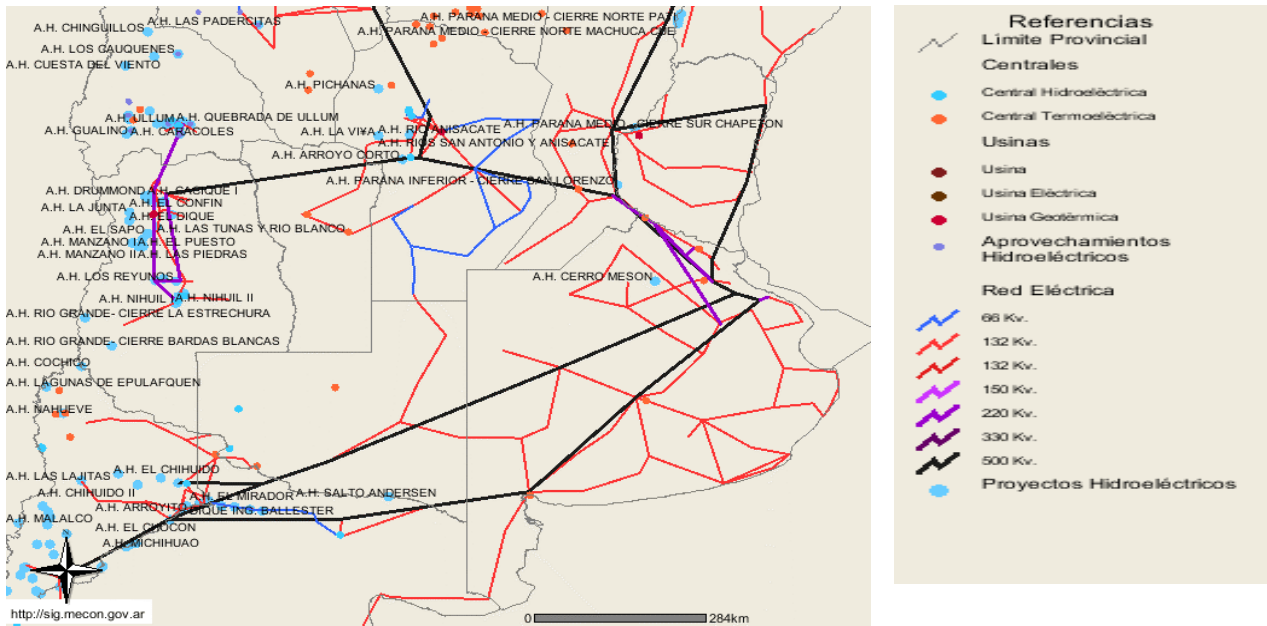 A.H. LAS PADERCITAS
A.H. PARANA MEDIO - CIERRE NORTE PATI
A.H. CHINGUILLOS
A.H. PARANA MEDIO - CIERRE NORTE MACHUCA CUE
A.H. LOS CAUQUENES
A.H. CUESTA DEL VIENTO
A.H. PICHANAS
A.H. ULLUM
A.H. QUEBRADA DE ULLUM
A.H. GUALINO
A.H. CARACOLES
A.H. LA VIYA
A.H. RIO ANISACATE
A.H. PARANA MEDIO - CIERRE SUR CHAPETON
A.H. RIOS SAN ANTONIO Y ANISACATE
A.H. ARROYO CORTO
A.H. PARANA INFERIOR - CIERRE SAN LORENZO
A.H. DRUMMOND
A.H. CACIQUE I
A.H. EL CONFIN
A.H. LA JUNTA
A.H. EL DIQUE
A.H. EL SAPO
A.H. LAS TUNAS Y RIO BLANCO
A.H. MANZANO I
A.H. EL PUESTO
A.H. MANZANO II
A.H. LAS PIEDRAS
A.H. LOS REYUNOS
A.H. CERRO MESON
A.H. NIHUIL I
A.H. NIHUIL II
A.H. RIO GRANDE- CIERRE LA ESTRECHURA
A.H. RIO GRANDE- CIERRE BARDAS BLANCAS
A.H. COCHICO
A.H. LAGUNAS DE EPULAFQUEN
A.H. NAHUEVE
A.H. EL CHIHUIDO
A.H. LAS LAJITAS
A.H. CHIHUIDO II
A.H. EL MIRADOR
A.H. SALTO ANDERSEN
A.H. ARROYITO
DIQUE ING. BALLESTER
A.H. MALALCO
A.H. EL CHOCON
A.H. MICHIHUAO
http://sig.mecon.gov.ar
0
284km
Referencias
Límite Provincial
Centrales
Central Hidroeléctrica
Central Termoeléctrica
Usinas
Usina
Usina Eléctrica
Usina Geotérmica
Aprovechamientos
Hidroeléctricos
Red Eléctrica
66 Kv.
132 Kv.
132 Kv.
150 Kv.
220 Kv.
330 Kv.
500 Kv.
Proyectos Hidroeléctricos